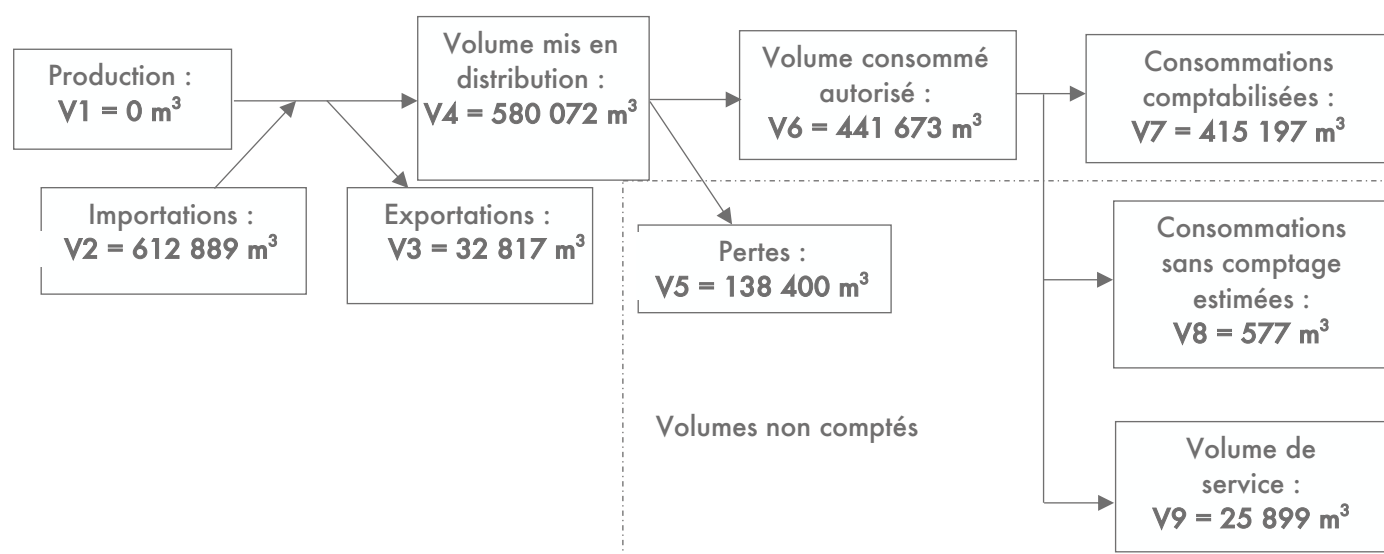 Production :
V1 = 0 m³
Importations :
V2 = 612 889 m³
Exportations :
V3 = 32 817 m³
Volume mis en
distribution :
V4 = 580 072 m³
Pertes :
V5 = 138 400 m³
Volume consommé
autorisé :
V6 = 441 673 m³
Consommations
comptabilisées :
V7 = 415 197 m³
Consommations
sans comptage
estimées :
V8 = 577 m³
Volumes non comptés
Volume de
service :
V9 = 25 899 m³